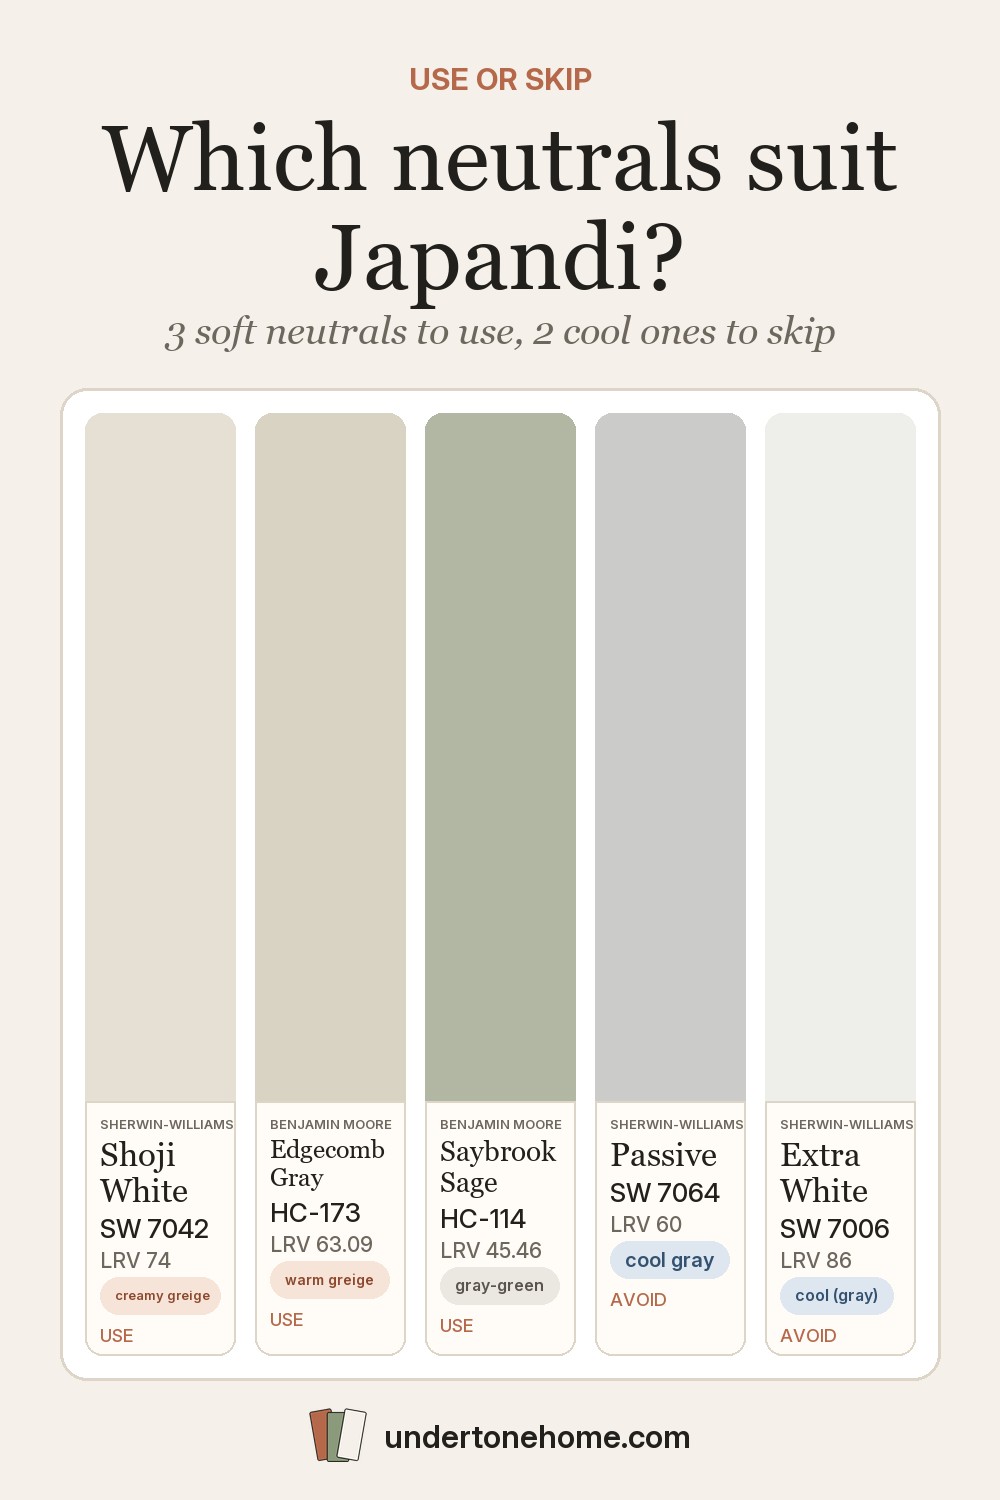 USE OR SKIP
Which neutrals suit
Japandi?
3 soft neutrals to use, 2 cool ones to skip
SHERWIN-WILLIAMS
Shoji
White
SW 7042
LRV 74
creamy greige
USE
BENJAMIN MOORE
Edgecomb
Gray
HC-173
LRV 63.09
warm greige
USE
BENJAMIN MOORE
Saybrook
Sage
HC-114
LRV 45.46
gray-green
USE
SHERWIN-WILLIAMS
Passive
SW 7064
LRV 60
cool gray
AVOID
SHERWIN-WILLIAMS
Extra
White
SW 7006
LRV 86
cool (gray)
AVOID
undertonehome.com